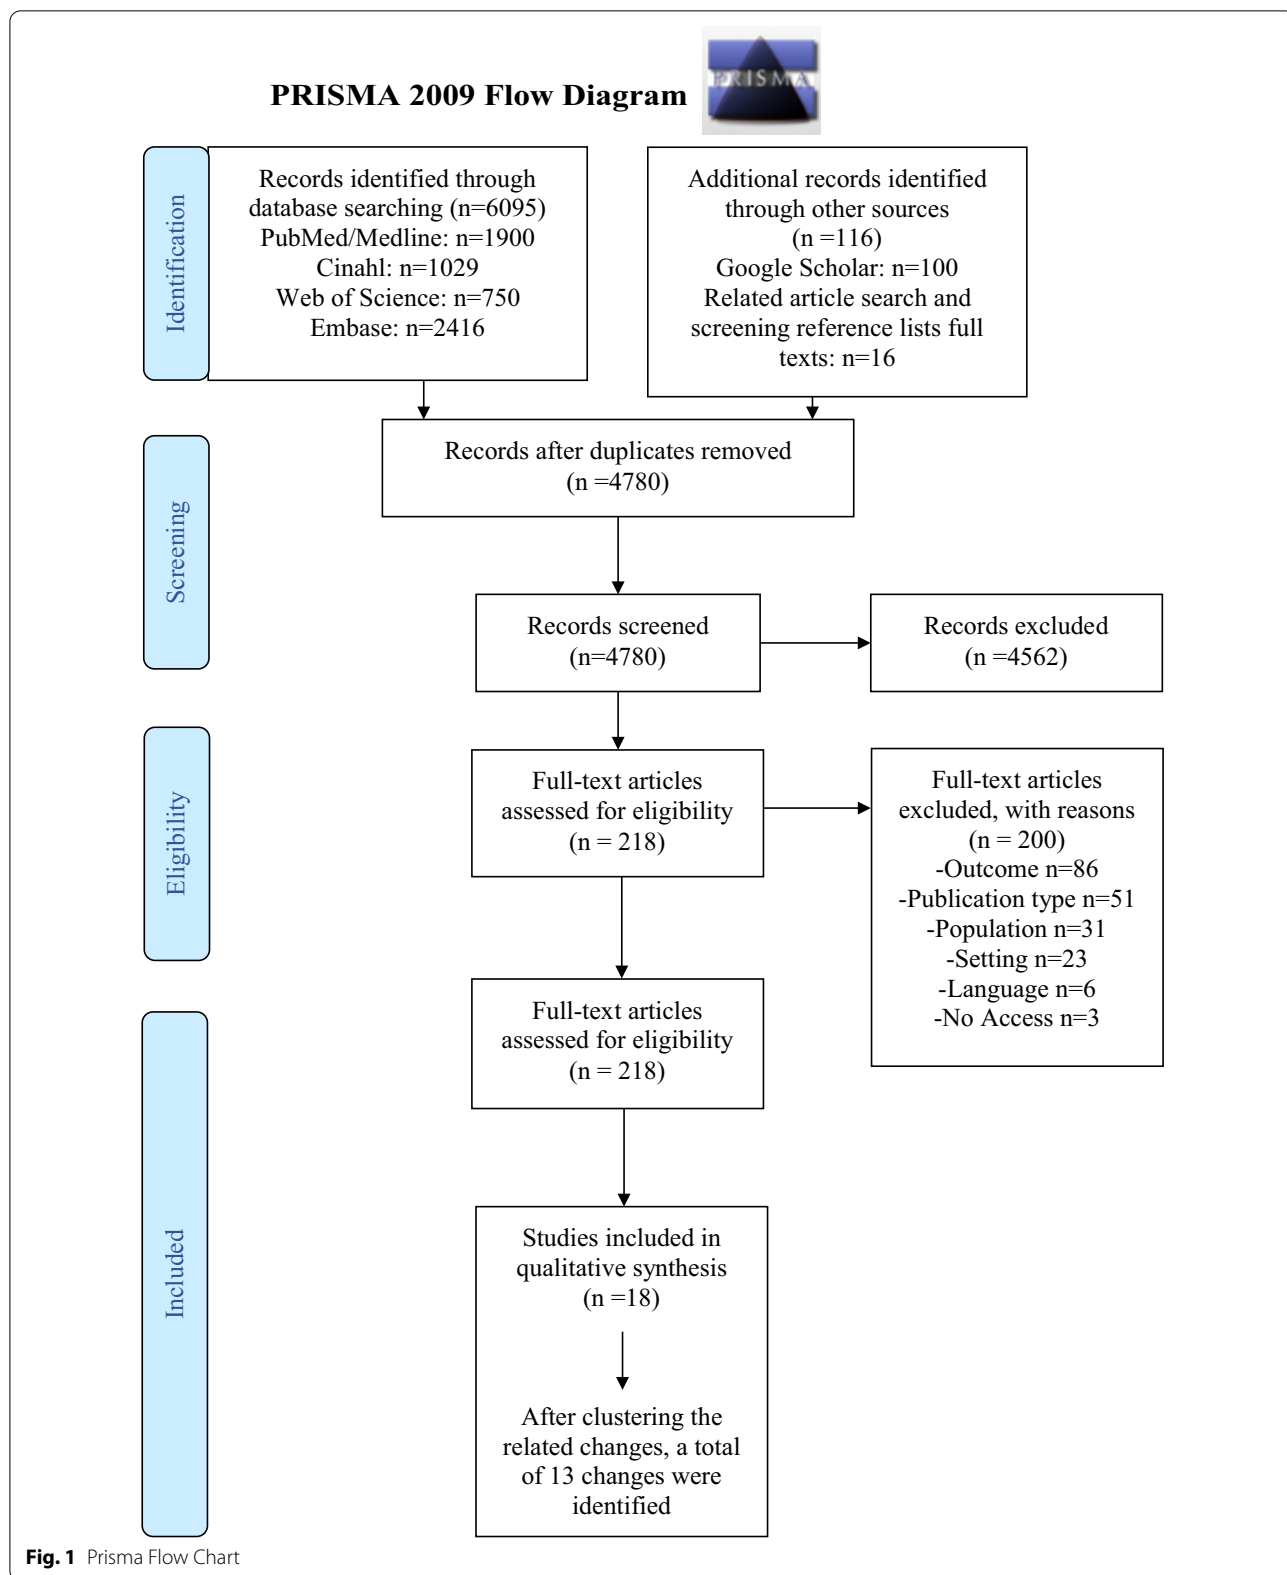 PRISMA 2009 Flow Diagram
PRISMA
Identification
Records identified through
database searching (n=6095)
PubMed/Medline: n=1900
Cinahl: n=1029
Web of Science: n=750
Embase: n=2416
Additional records identified
through other sources
(n =116)
Google Scholar: n=100
Related article search and
screening reference lists full
texts: n=16
Screening
Records after duplicates removed
(n =4780)
Records screened
(n=4780)
Records excluded
(n =4562)
Eligibility
Full-text articles
assessed for eligibility
(n = 218)
Full-text articles
excluded, with reasons
(n = 200)
-Outcome n=86
-Publication type n=51
-Population n=31
-Setting n=23
-Language n=6
-No Access n=3
Full-text articles
assessed for eligibility
(n = 218)
Included
Studies included in
qualitative synthesis
(n =18)
After clustering the
related changes, a total
of 13 changes were
identified
Fig. 1 Prisma Flow Chart